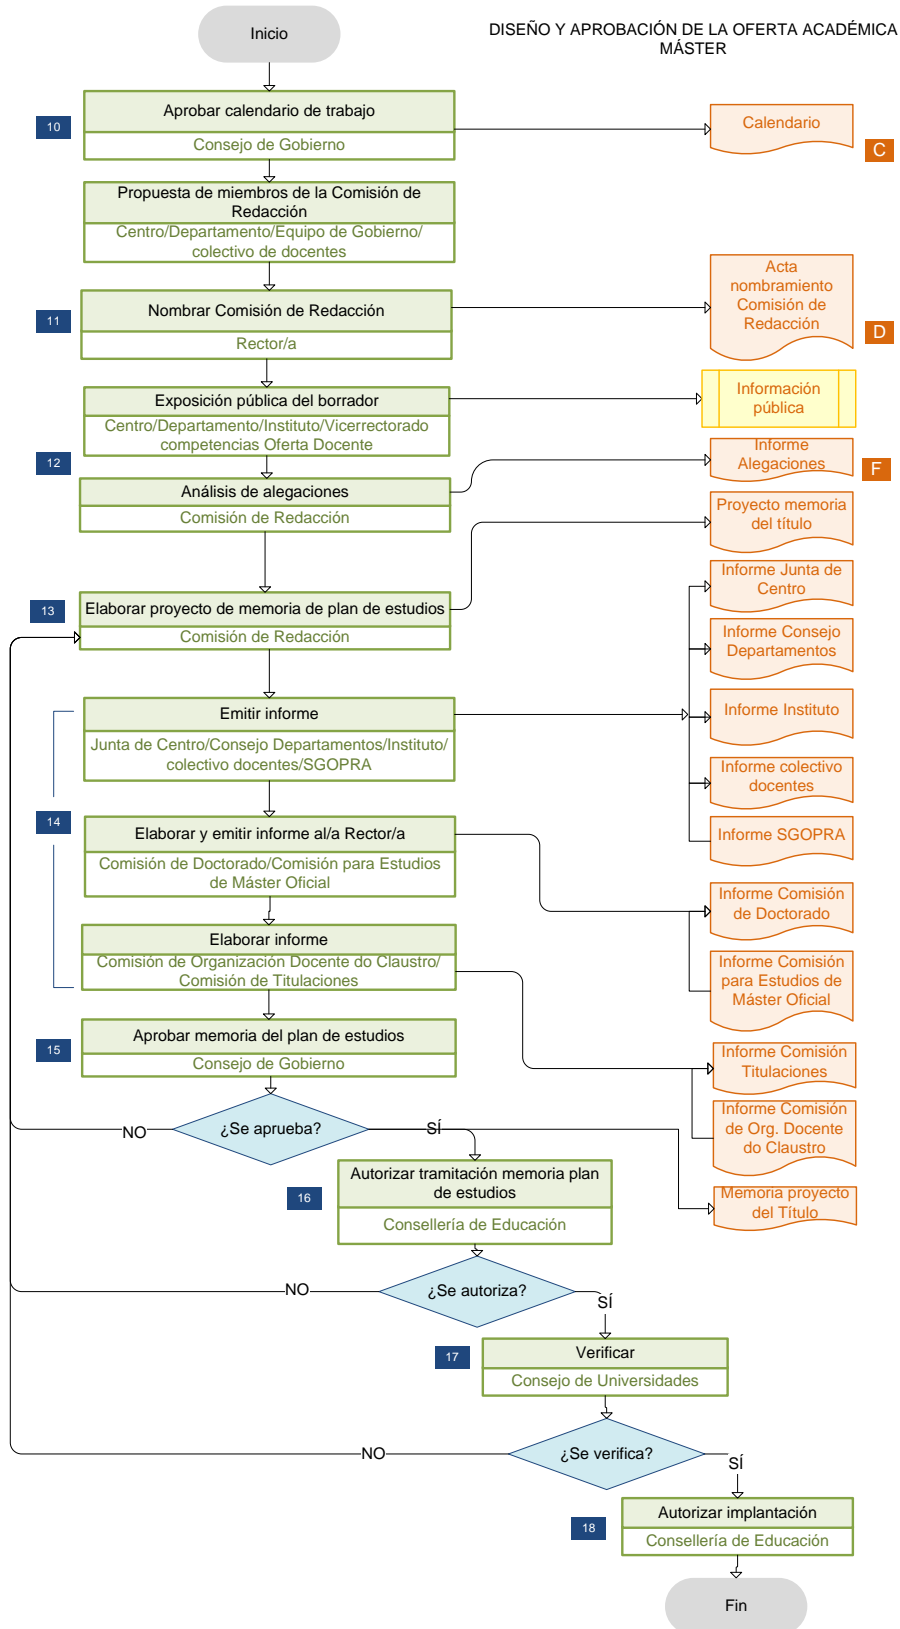 Inicio
DISEÑO Y APROBACIÓN DE LA OFERTA ACADÉMICA
MÁSTER
10
Aprobar calendario de trabajo
Consejo de Gobierno
Calendario
C
Propuesta de miembros de la Comisión de
Redacción
Centro/Departamento/Equipo de Gobierno/
colectivo de docentes
11
Nombrar Comisión de Redacción
Rector/a
Acta
nombramiento
Comisión de
Redacción
D
Exposición pública del borrador
Centro/Departamento/Instituto/Vicerrectorado
competencias Oferta Docente
Información
pública
12
Análisis de alegaciones
Comisión de Redacción
Informe
Alegaciones
F
Proyecto memoria
del título
13
Elaborar proyecto de memoria de plan de estudios
Comisión de Redacción
Informe Junta de
Centro
Informe Consejo
Departamentos
Emitir informe
Junta de Centro/Consejo Departamentos/Instituto/
colectivo docentes/SGOPRA
Informe Instituto
Informe colectivo
docentes
Informe SGOPRA
14
Elaborar y emitir informe al/a Rector/a
Comisión de Doctorado/Comisión para Estudios
de Máster Oficial
Informe Comisión
de Doctorado
Informe Comisión
para Estudios de
Máster Oficial
Elaborar informe
Comisión de Organización Docente do Claustro/
Comisión de Titulaciones
Informe Comisión
Titulaciones
Informe Comisión
de Org. Docente
do Claustro
15
Aprobar memoria del plan de estudios
Consejo de Gobierno
¿Se aprueba?
NO
SÍ
Memoria proyecto
del Título
16
Autorizar tramitación memoria plan
de estudios
Consellería de Educación
¿Se autoriza?
NO
SÍ
17
Verificar
Consejo de Universidades
¿Se verifica?
NO
SÍ
18
Autorizar implantación
Consellería de Educación
Fin